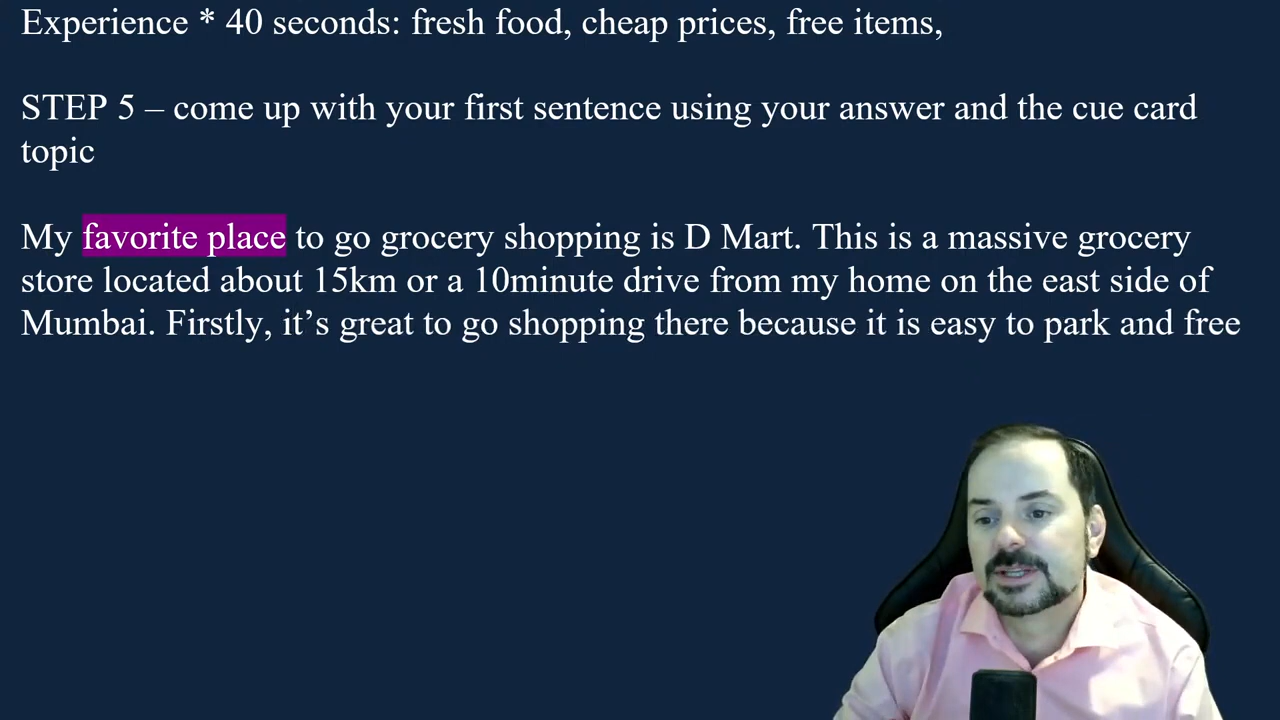 Experience * 40 seconds: fresh food, cheap prices, free items,
STEP 5 – come up with your first sentence using your answer and the cue card
topic
My favorite place to go grocery shopping is D Mart. This is a massive grocery
store located about 15km or a 10minute drive from my home on the east side of
Mumbai. Firstly, it’s great to go shopping there because it is easy to park and free